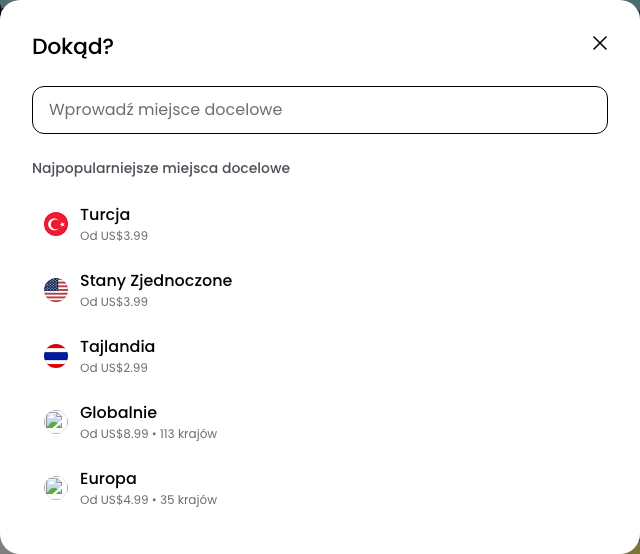 Dokąd?
Wprowadź miejsce docelowe
Najpopularniejsze miejsca docelowe
Turcja
Od US$3.99
Stany Zjednoczone
Od US$3.99
Tajlandia
Od US$2.99
Globalnie
Od US$8.99 • 113 krajów
Europa
Od US$4.99 • 35 krajów